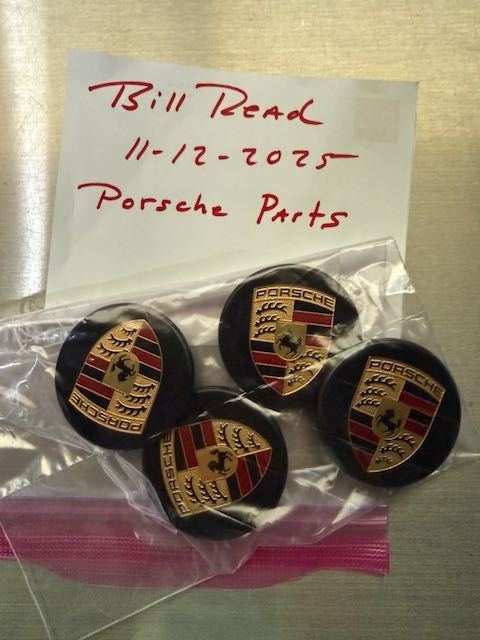 Bill Read
11-12-2025
Porsche Parts
PORSCHE
PORSCHE
PORSCHE
PORSCHE